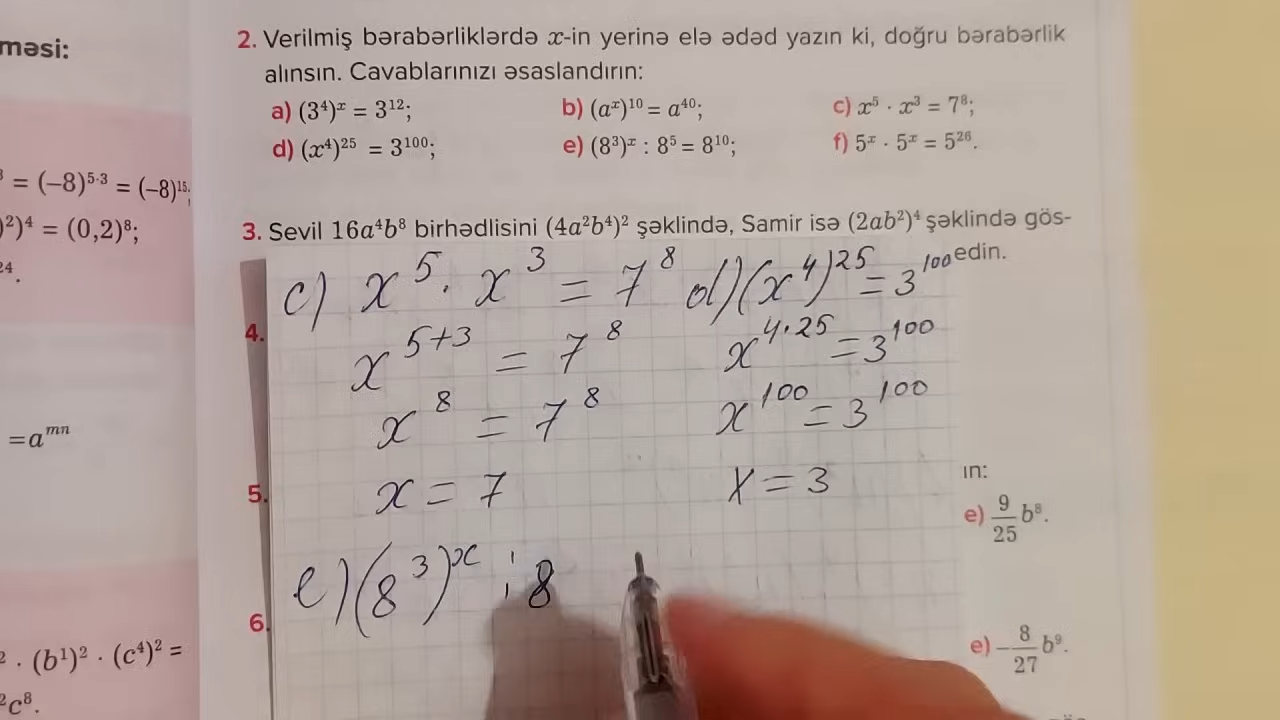 məsi:
2. Verilmiş bərabərliklərdə x-in yerinə elə ədəd yazın ki, doğru bərabərlik
alınsın. Cavablarınızı əsaslandırın:
a) (3⁴)ˣ = 3¹²; b) (aˣ)¹⁰ = a⁴⁰; c) x⁵ · x³ = 7⁸;
d) (x⁴)²⁵ = 3¹⁰⁰; e) (8³)ˣ : 8⁵ = 8¹⁰; f) 5ˣ · 5ˣ = 5²⁶.
³ = (−8)⁵·³ = (−8)¹⁵;
)²)⁴ = (0,2)⁸;
²⁴.
3. Sevil 16a⁴b⁸ birhədlisini (4a²b⁴)² şəklində, Samir isə (2ab²)⁴ şəklində gös-
edin.
c) x⁵ · x³ = 7⁸ d) (x⁴)²⁵ = 3¹⁰⁰
4.
x⁵⁺³ = 7⁸ x⁴·²⁵ = 3¹⁰⁰
x⁸ = 7⁸ x¹⁰⁰ = 3¹⁰⁰
= aᵐⁿ
5.
x = 7 x = 3
ın:
e) 9/25 b⁸.
e) (8³)ˣ : 8
6.
e) −8/27 b⁹.
² · (b¹)² · (c⁴)² =
²c⁸.